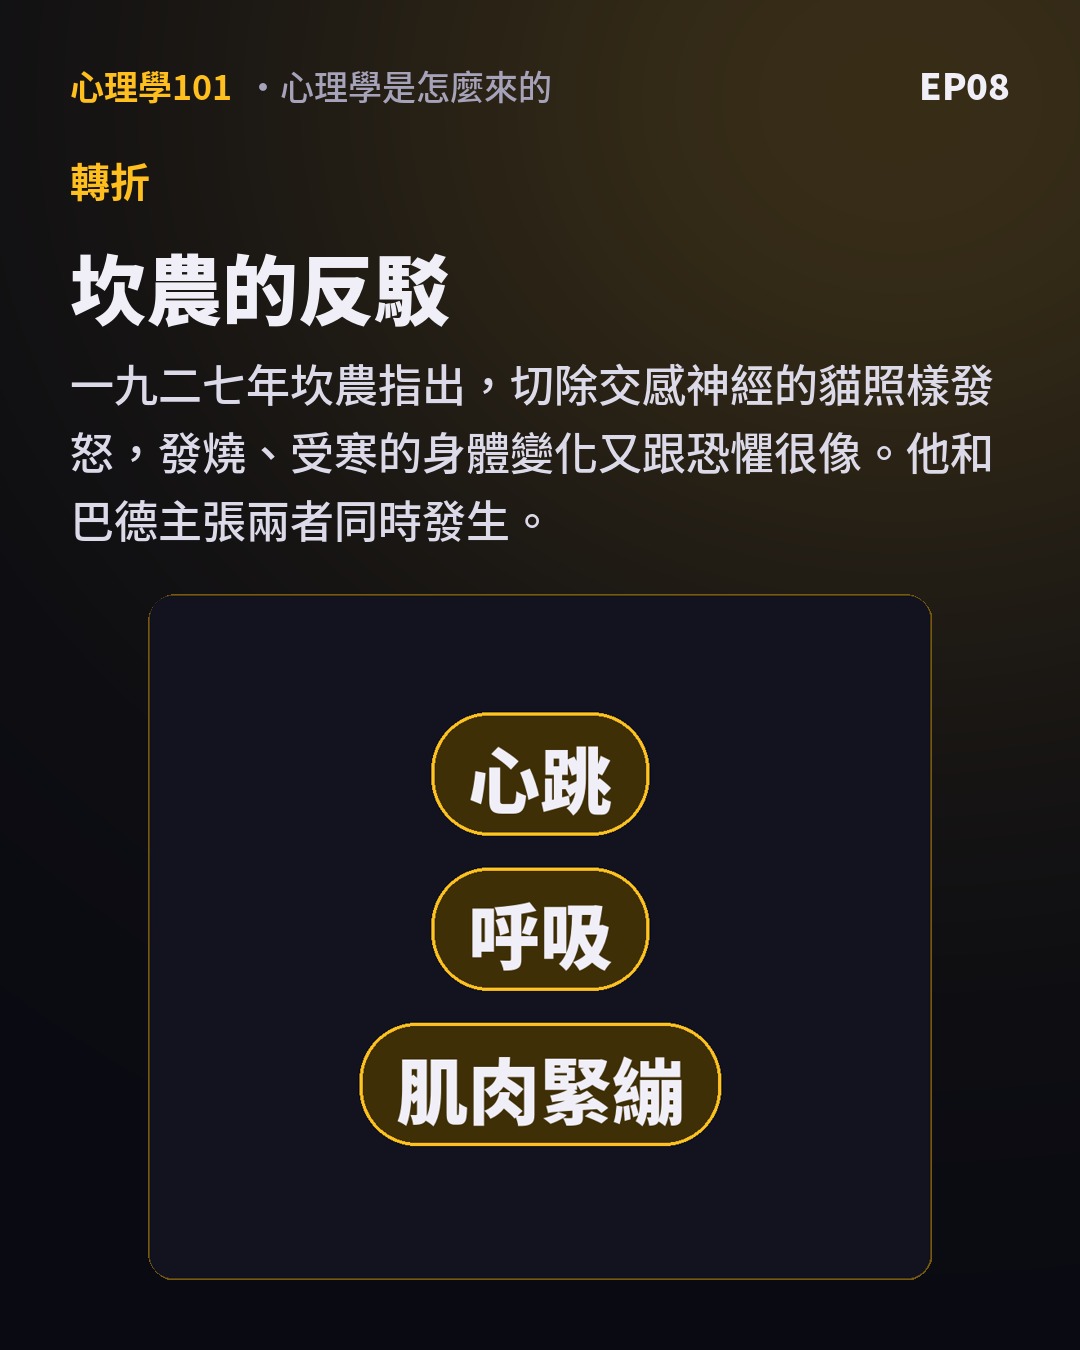 心理學101 ・心理學是怎麼來的
EP08
轉折
坎農的反駁
一九二七年坎農指出，切除交感神經的貓照樣發
怒，發燒、受寒的身體變化又跟恐懼很像。他和
巴德主張兩者同時發生。
心跳
呼吸
肌肉緊繃